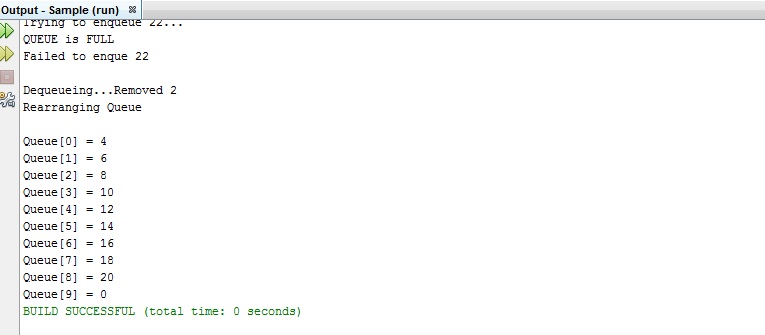 Output - Sample (run)
Trying to enqueue 22...
QUEUE is FULL
Failed to enque 22
Dequeueing...Removed 2
Rearranging Queue
Queue[0] = 4
Queue[1] = 6
Queue[2] = 8
Queue[3] = 10
Queue[4] = 12
Queue[5] = 14
Queue[6] = 16
Queue[7] = 18
Queue[8] = 20
Queue[9] = 0
BUILD SUCCESSFUL (total time: 0 seconds)